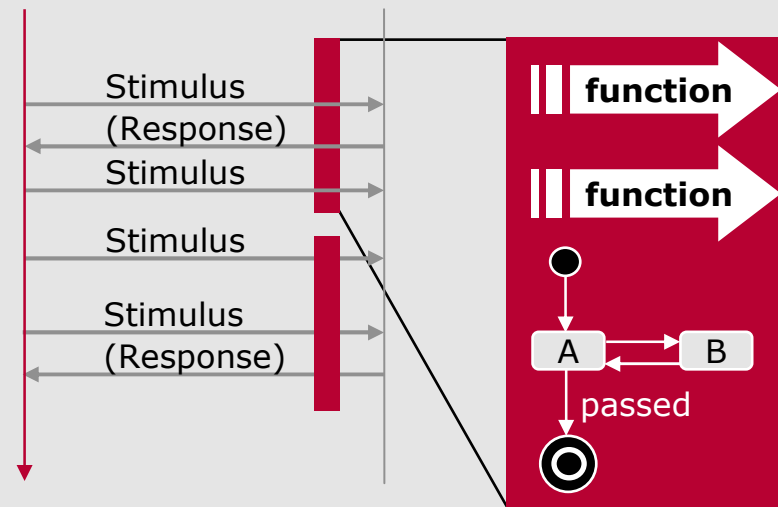 Stimulus
(Response)
Stimulus
Stimulus
Stimulus
(Response)
function
function
A
B
passed